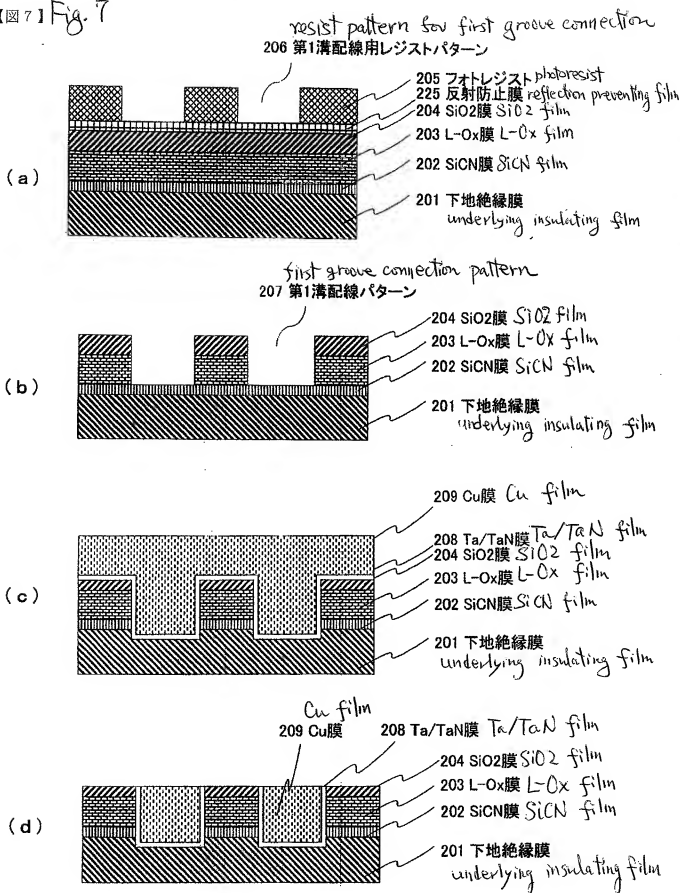 【図7】Fig. 7
resist pattern for first groove connection
206 第1溝配線用レジストパターン
205 フォトレジスト photoresist
225 反射防止膜 reflection preventing film
204 SiO2膜 SiO2 film
203 L-Ox膜 L-Ox film
202 SiCN膜 SiCN film
(a)
201 下地絶縁膜
underlying insulating film
first groove connection pattern
207 第1溝配線パターン
204 SiO2膜 SiO2 film
203 L-Ox膜 L-Ox film
202 SiCN膜 SiCN film
(b)
201 下地絶縁膜
underlying insulating film
209 Cu膜 Cu film
208 Ta/TaN膜 Ta/TaN film
204 SiO2膜 SiO2 film
203 L-Ox膜 L-Ox film
(c)
202 SiCN膜 SiCN film
201 下地絶縁膜
underlying insulating film
Cu film
209 Cu膜
208 Ta/TaN膜 Ta/TaN film
204 SiO2膜 SiO2 film
203 L-Ox膜 L-Ox film
202 SiCN膜 SiCN film
(d)
201 下地絶縁膜
underlying insulating film